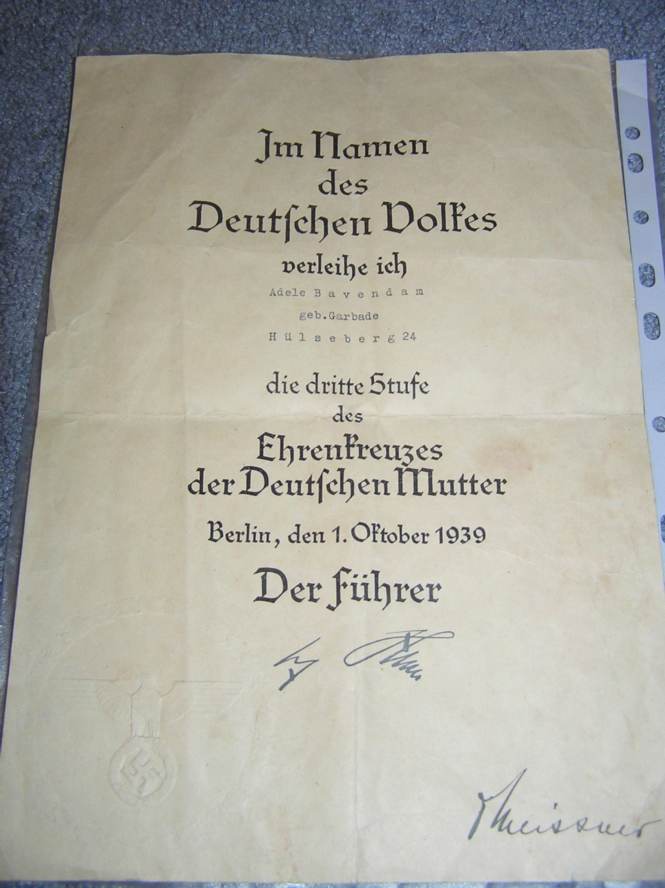 Im Namen
des
Deutſchen Volkes
verleihe ich
Adele Bavendam
geb.Garbade
Hülseberg 24
die dritte Stufe
des
Ehrenkreuzes
der Deutſchen Mutter
Berlin, den 1. Oktober 1939
Der Führer
Meissner